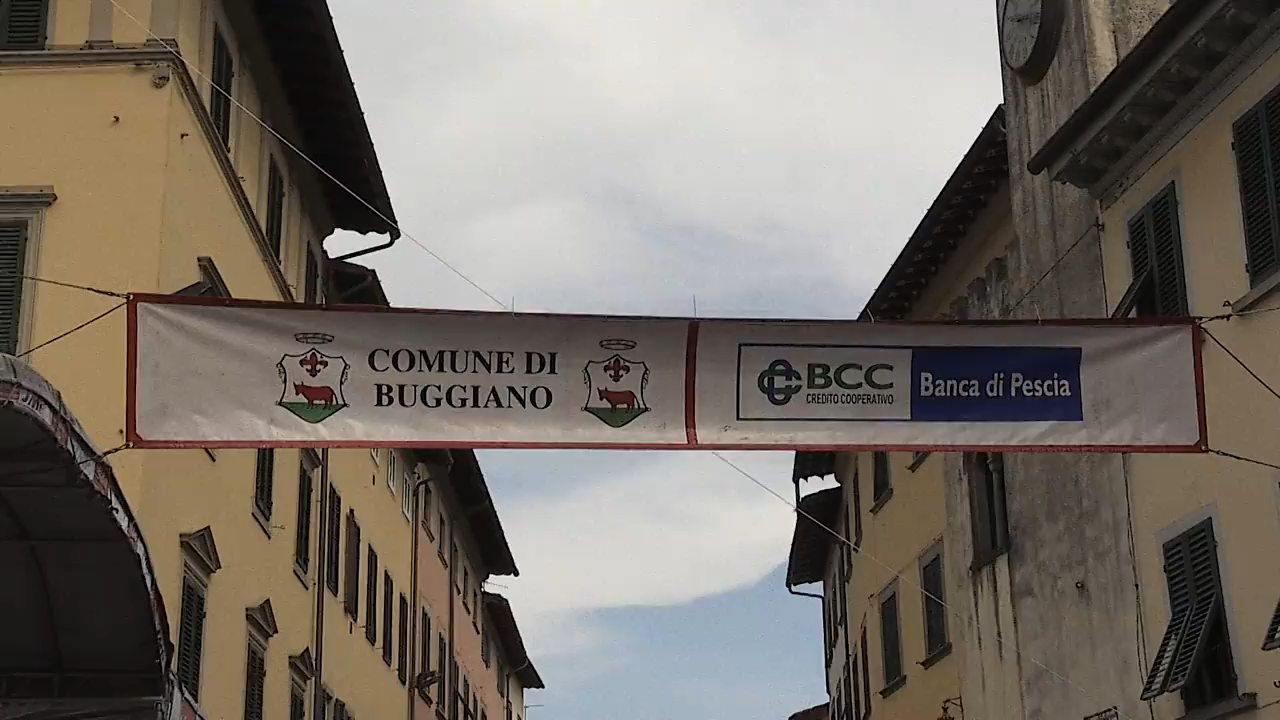 COMUNE DI
BUGGIANO
BCC
CREDITO COOPERATIVO
Banca di Pescia